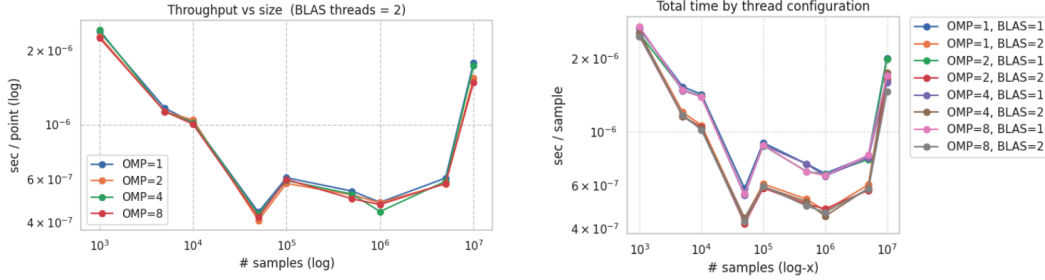 Throughput vs size (BLAS threads = 2)
sec / point (log)
2 × 10⁻⁶
10⁻⁶
6 × 10⁻⁷
4 × 10⁻⁷
OMP=1
OMP=2
OMP=4
OMP=8
10³ 10⁴ 10⁵ 10⁶ 10⁷
# samples (log)
Total time by thread configuration
sec / sample
2 × 10⁻⁶
10⁻⁶
6 × 10⁻⁷
4 × 10⁻⁷
10³ 10⁴ 10⁵ 10⁶ 10⁷
# samples (log-x)
OMP=1, BLAS=1
OMP=1, BLAS=2
OMP=2, BLAS=1
OMP=2, BLAS=2
OMP=4, BLAS=1
OMP=4, BLAS=2
OMP=8, BLAS=1
OMP=8, BLAS=2